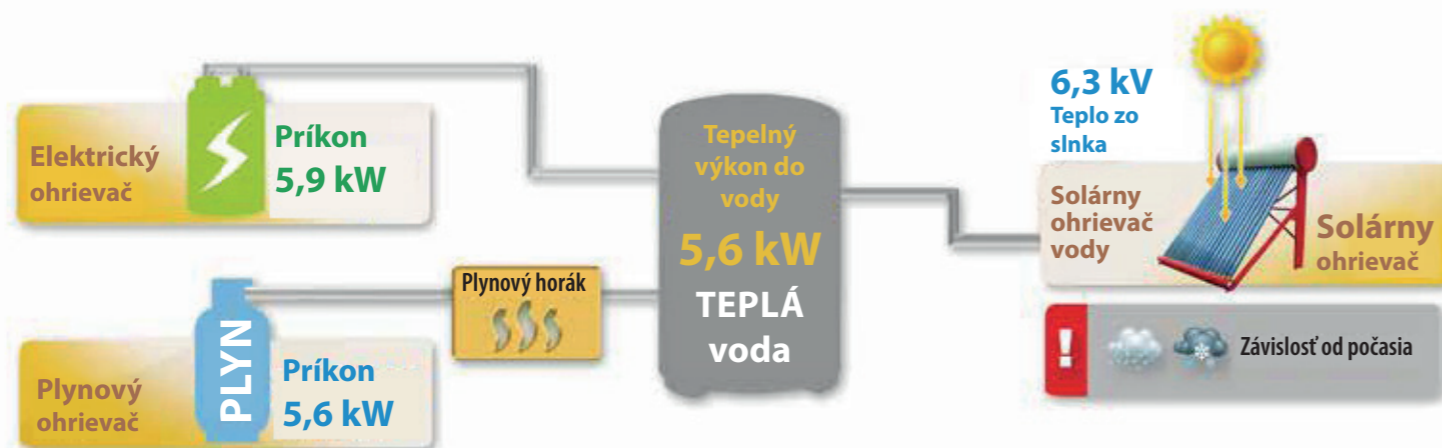 Elektrický
ohrievač
Príkon
5,9 kW
Plynový
ohrievač
PLYN
Príkon
5,6 kW
Plynový horák
Tepelný
výkon do
vody
5,6 kW
TEPLÁ
voda
6,3 kV
Teplo zo
slnka
Solárny
ohrievač
vody
Solárny
ohrievač
!
Závislosť od počasia